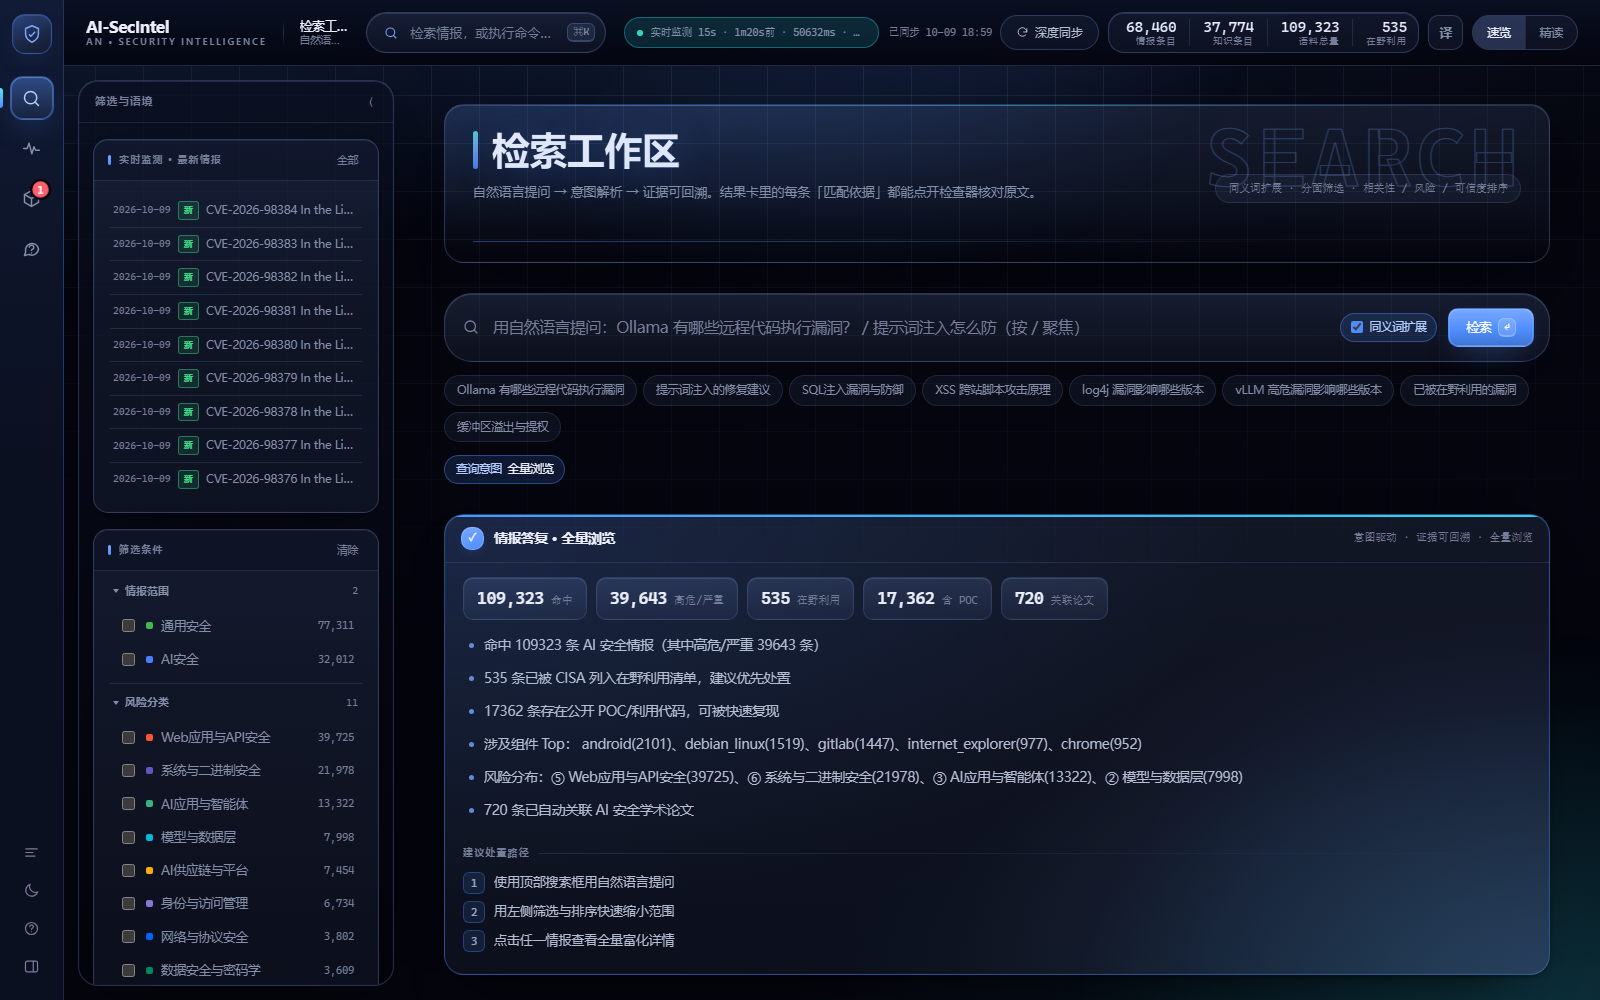 AI-SecIntel
AN • SECURITY INTELLIGENCE
检索工...
自然语...
检索情报，或执行命令...
⌘K
实时监测 15s · 1m20s前 · 50632ms · …
已同步 10-09 18:59
深度同步
68,460
情报条目
37,774
知识条目
109,323
语料总量
535
在野利用
译
速览
精读
1
筛选与语境
实时监测 • 最新情报
全部
2026-10-09 新 CVE-2026-98384 In the Li...
2026-10-09 新 CVE-2026-98383 In the Li...
2026-10-09 新 CVE-2026-98382 In the Li...
2026-10-09 新 CVE-2026-98381 In the Li...
2026-10-09 新 CVE-2026-98380 In the Li...
2026-10-09 新 CVE-2026-98379 In the Li...
2026-10-09 新 CVE-2026-98378 In the Li...
2026-10-09 新 CVE-2026-98377 In the Li...
2026-10-09 新 CVE-2026-98376 In the Li...
筛选条件
清除
情报范围 2
通用安全 77,311
AI安全 32,012
风险分类 11
Web应用与API安全 39,725
系统与二进制安全 21,978
AI应用与智能体 13,322
模型与数据层 7,998
AI供应链与平台 7,454
身份与访问管理 6,734
网络与协议安全 3,802
数据安全与密码学 3,609
检索工作区
自然语言提问 → 意图解析 → 证据可回溯。结果卡里的每条「匹配依据」都能点开检查器核对原文。
SEARCH
同义词扩展 · 分面筛选 · 相关性 / 风险 / 可信度排序
用自然语言提问：Ollama 有哪些远程代码执行漏洞？ / 提示词注入怎么防（按 / 聚焦）
同义词扩展
检索
Ollama 有哪些远程代码执行漏洞
提示词注入的修复建议
SQL注入漏洞与防御
XSS 跨站脚本攻击原理
log4j 漏洞影响哪些版本
vLLM 高危漏洞影响哪些版本
已被在野利用的漏洞
缓冲区溢出与提权
查询意图 全量浏览
情报答复 • 全量浏览
意图驱动 · 证据可回溯 · 全量浏览
109,323 命中
39,643 高危/严重
535 在野利用
17,362 含 POC
720 关联论文
命中 109323 条 AI 安全情报（其中高危/严重 39643 条）
535 条已被 CISA 列入在野利用清单，建议优先处置
17362 条存在公开 POC/利用代码，可被快速复现
涉及组件 Top： android(2101)、debian_linux(1519)、gitlab(1447)、internet_explorer(977)、chrome(952)
风险分布：⑤ Web应用与API安全(39725)、⑥ 系统与二进制安全(21978)、③ AI应用与智能体(13322)、② 模型与数据层(7998)
720 条已自动关联 AI 安全学术论文
建议处置路径
1 使用顶部搜索框用自然语言提问
2 用左侧筛选与排序快速缩小范围
3 点击任一情报查看全量富化详情